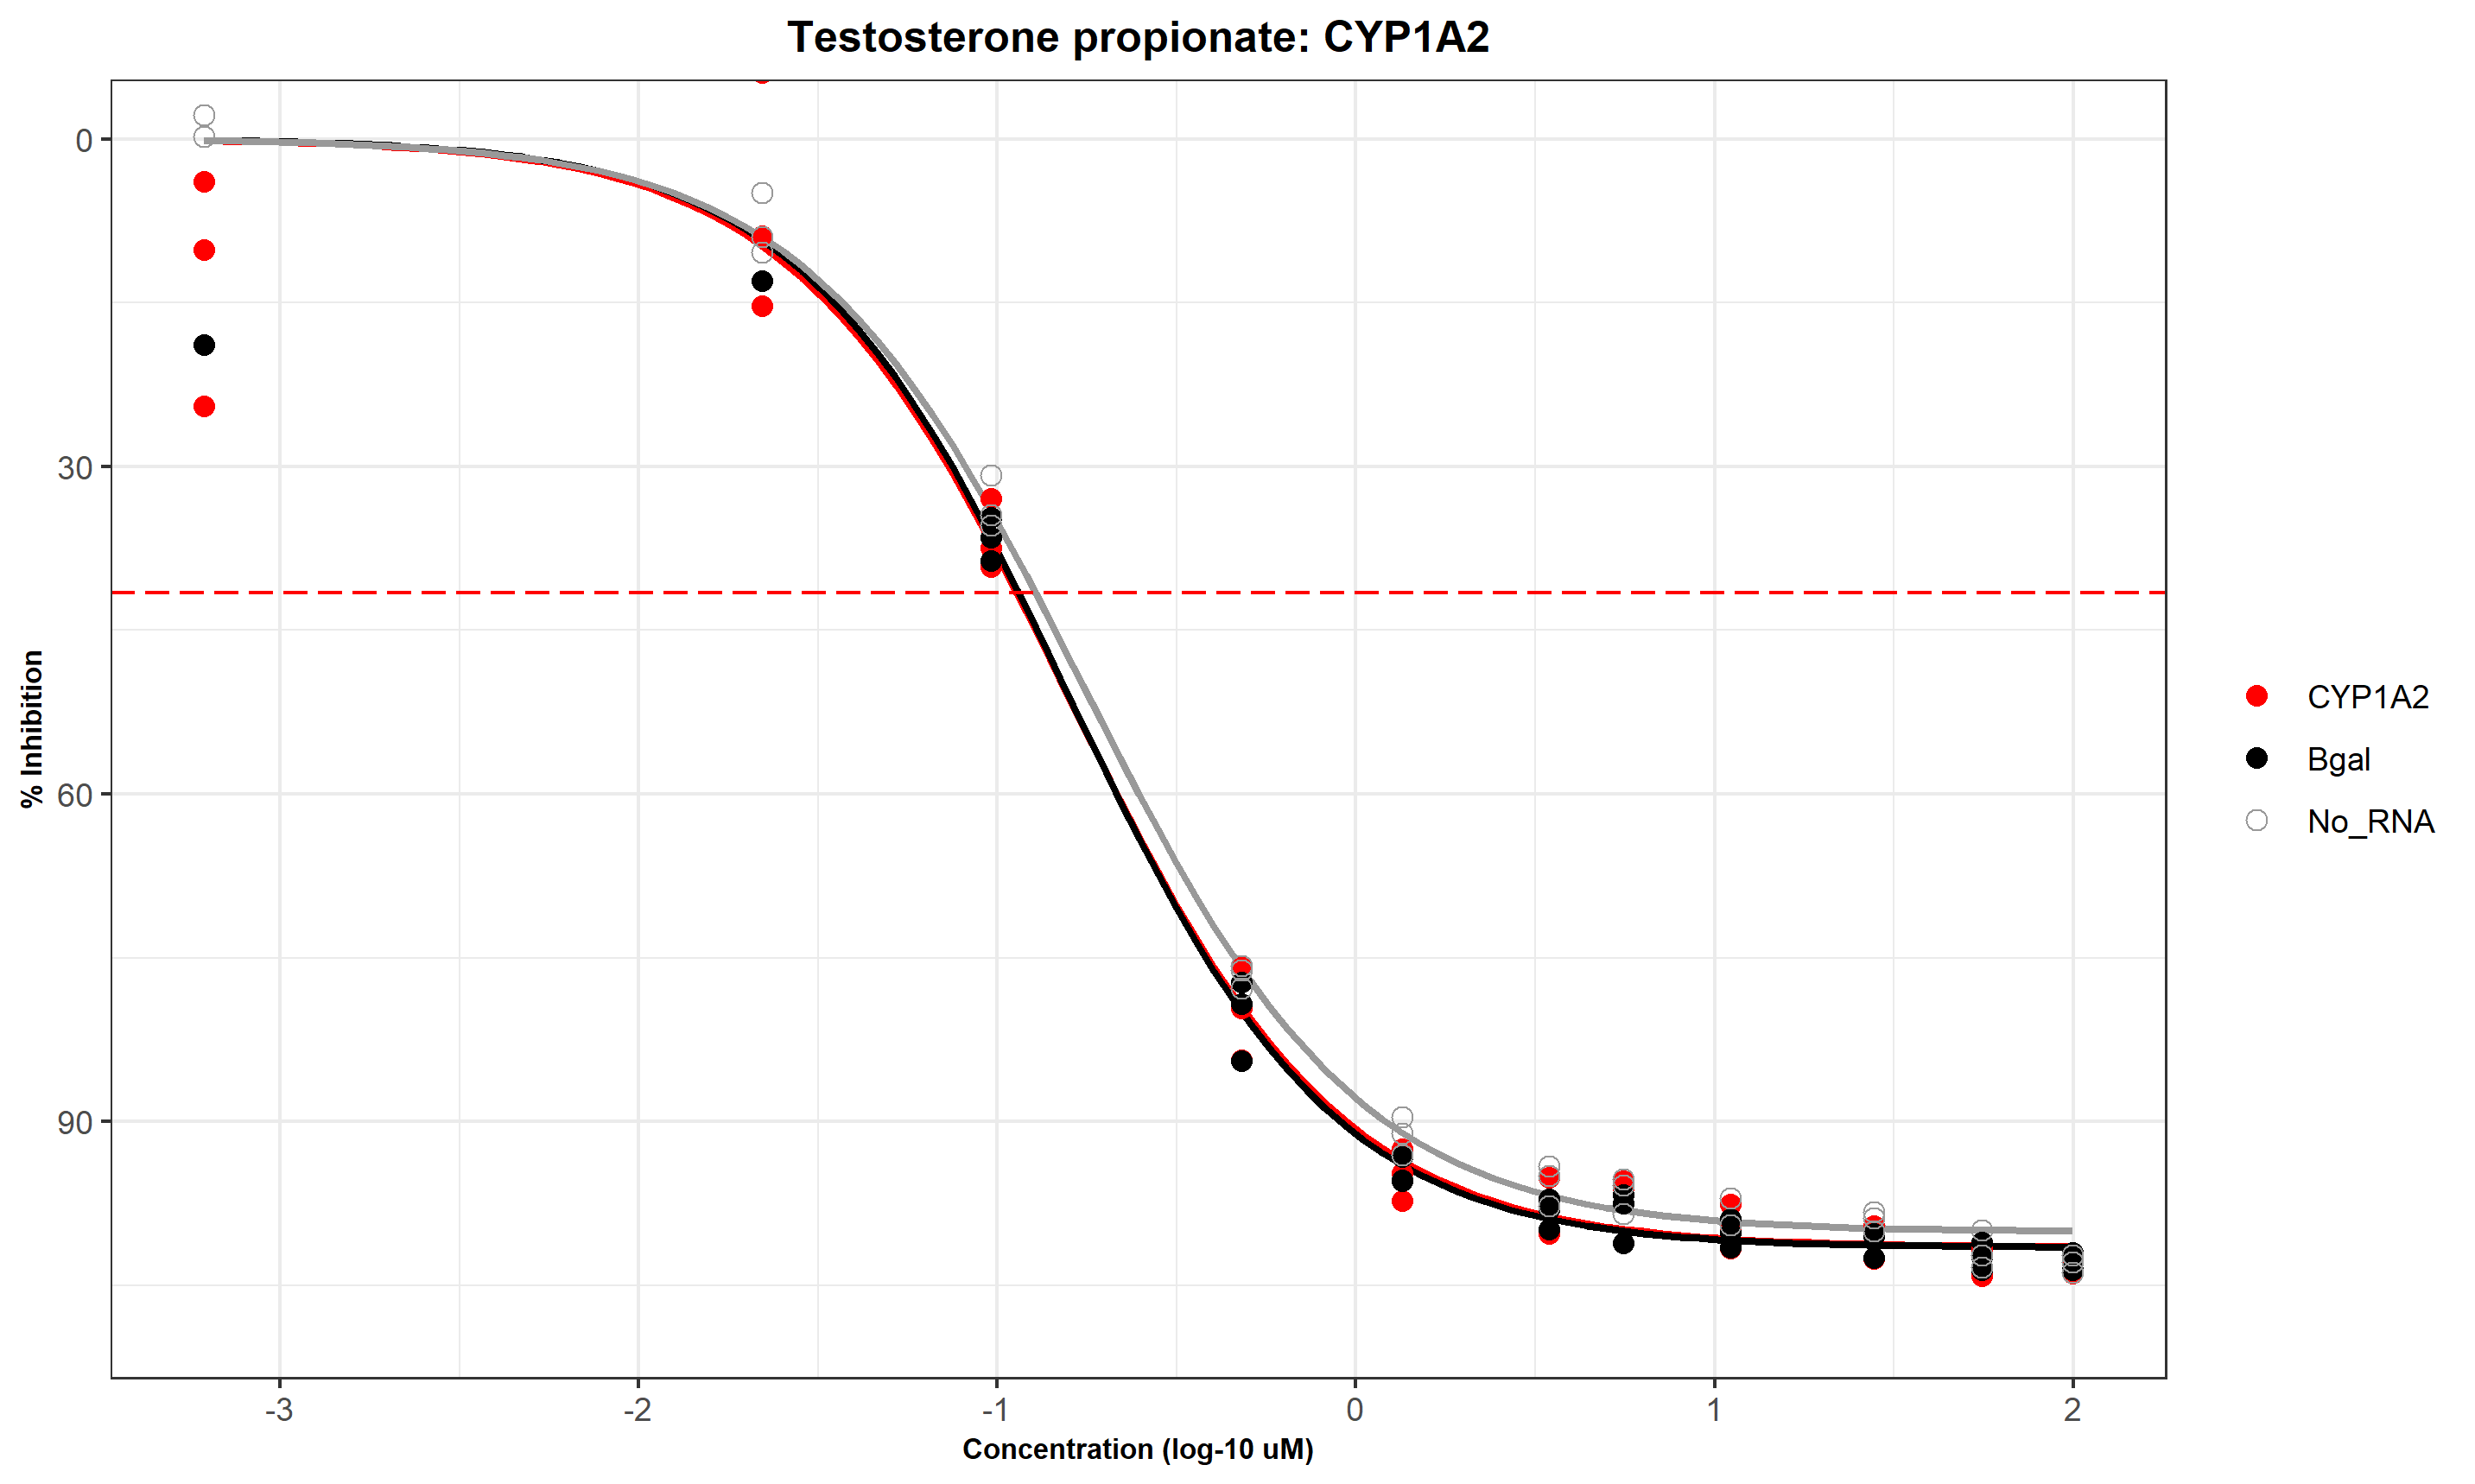 Testosterone propionate: CYP1A2
% Inhibition
0
30
60
90
-3
-2
-1
0
1
2
Concentration (log-10 uM)
CYP1A2
Bgal
No_RNA